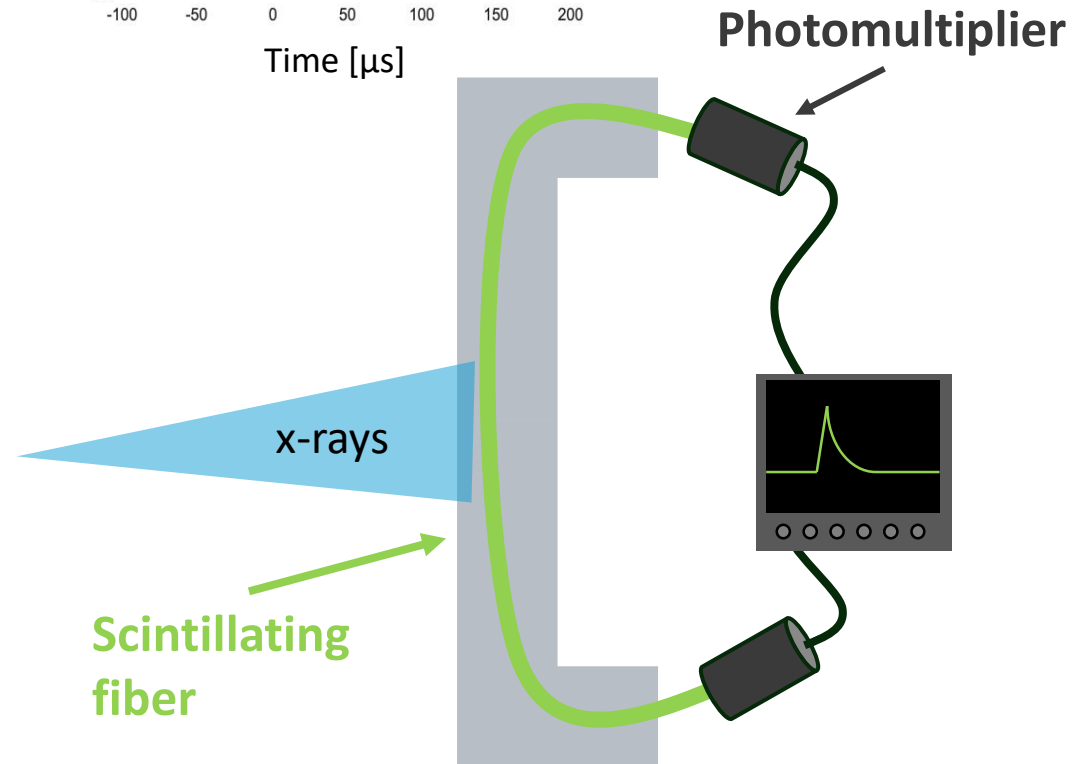 -100 -50 0 50 100 150 200
Time [µs]
Photomultiplier
x-rays
Scintillating
fiber